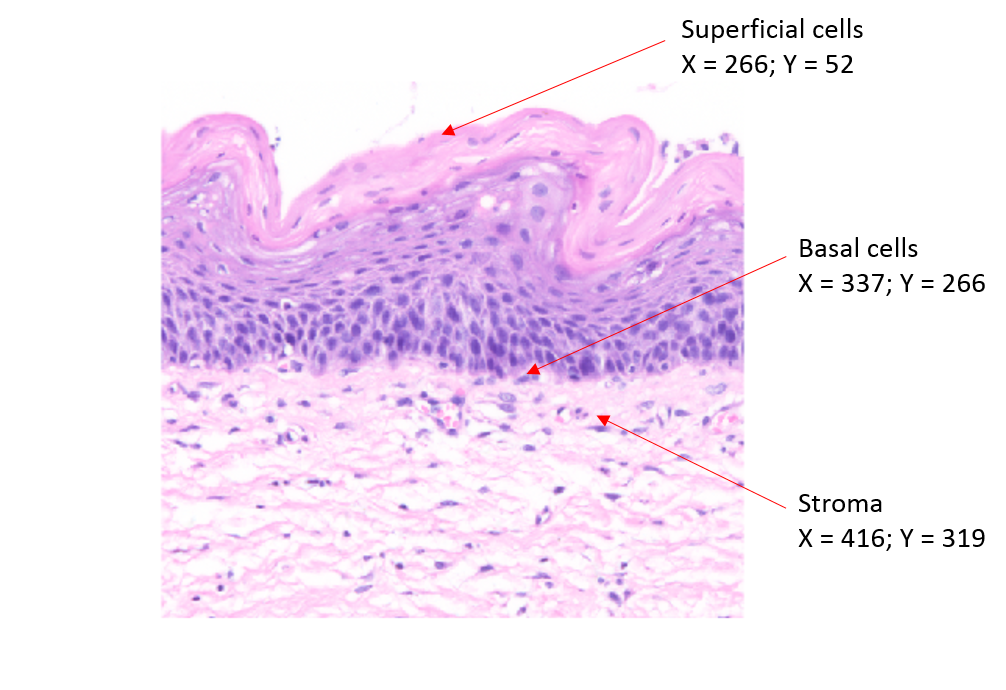 Superficial cells
X = 266; Y = 52
Basal cells
X = 337; Y = 266
Stroma
X = 416; Y = 319